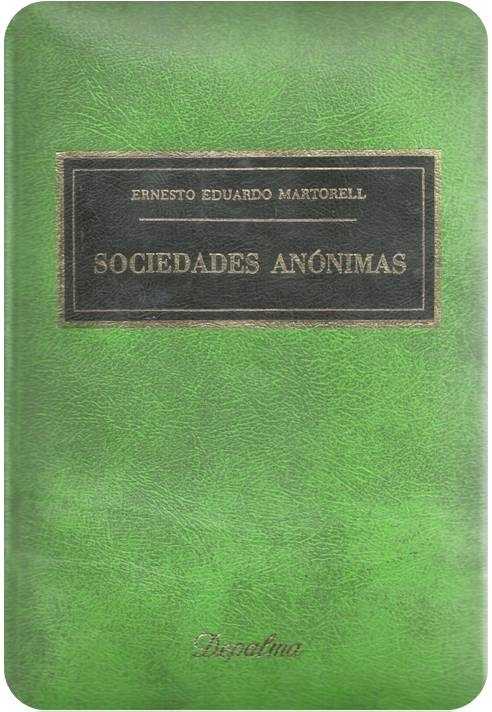 ERNESTO EDUARDO MARTORELL
SOCIEDADES ANÓNIMAS
Depalma